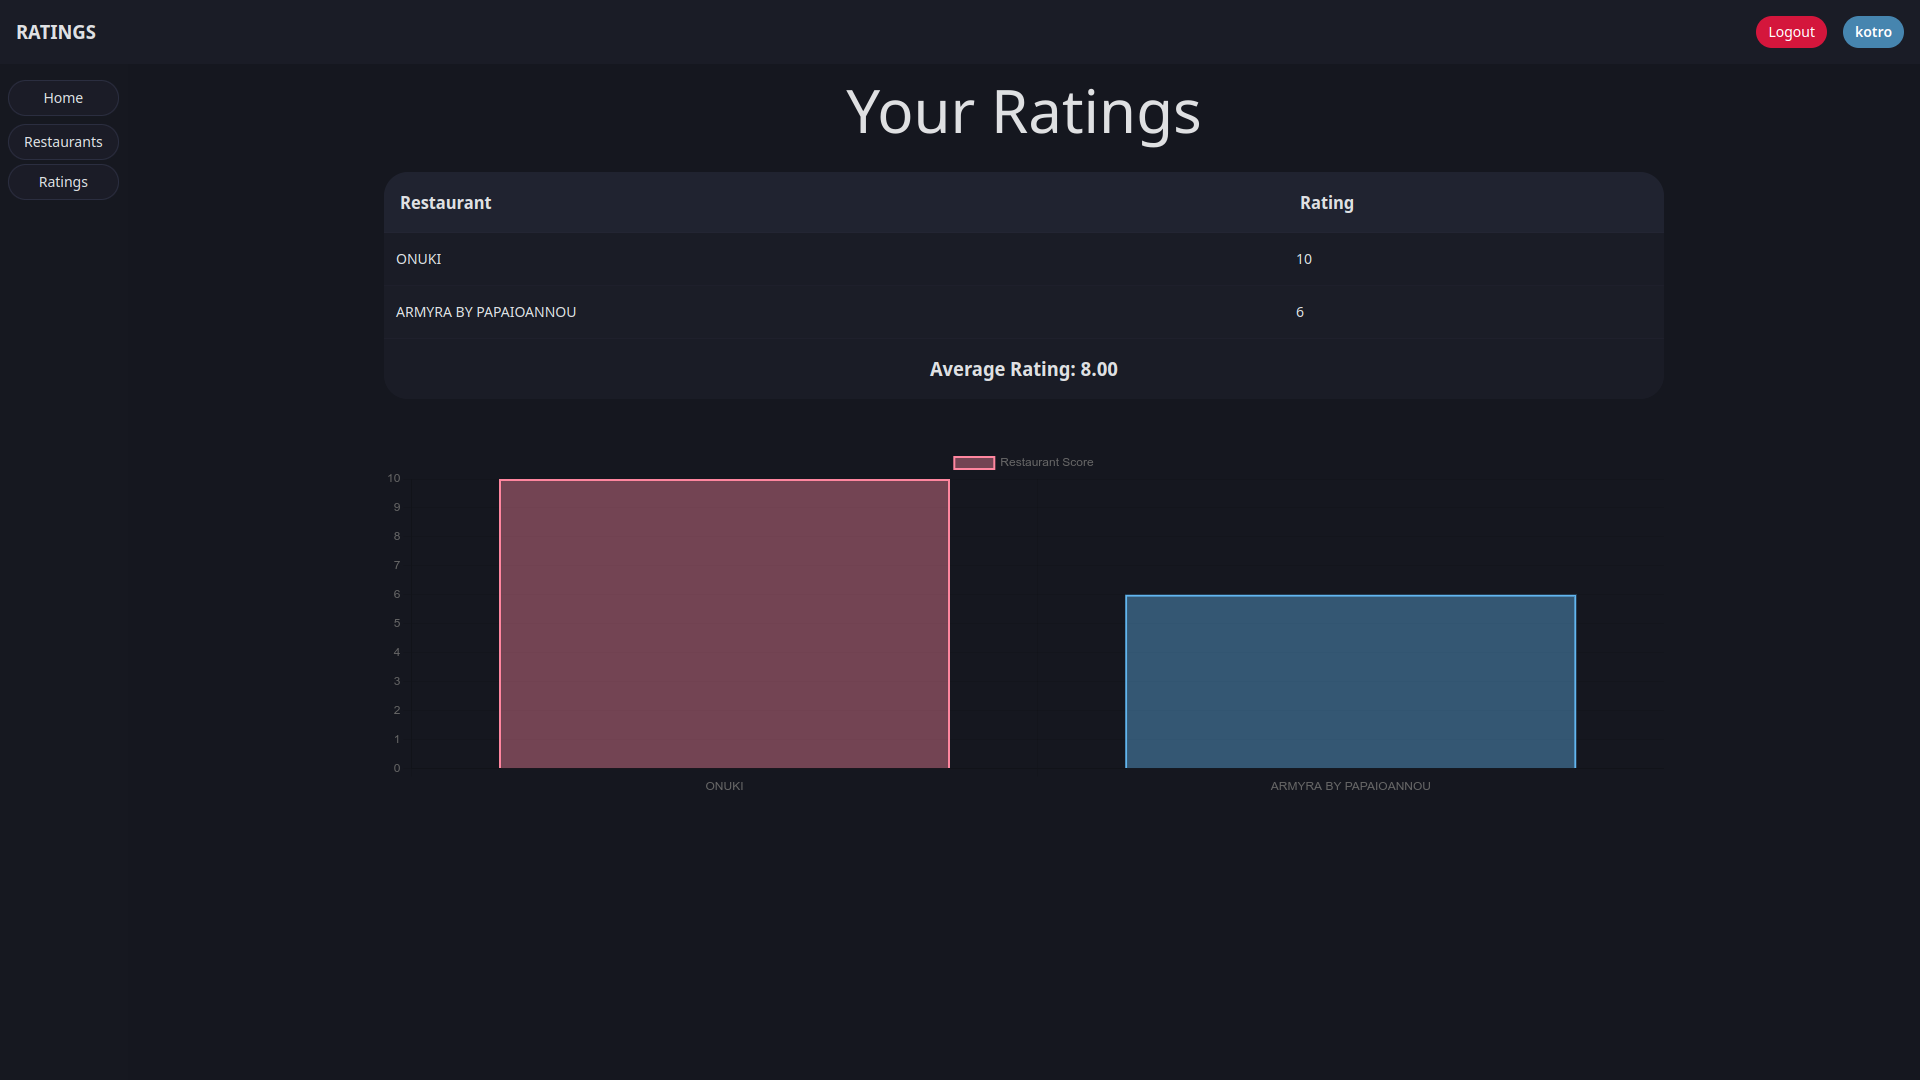 RATINGS
Logout
kotro
Home
Restaurants
Ratings
Your Ratings
Restaurant Rating
ONUKI 10
ARMYRA BY PAPAIOANNOU 6
Average Rating: 8.00
Restaurant Score
10
9
8
7
6
5
4
3
2
1
0
ONUKI ARMYRA BY PAPAIOANNOU